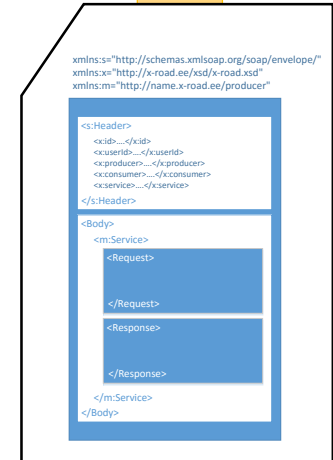 xmlns:s="http://schemas.xmlsoap.org/soap/envelope/"
xmlns:x="http://x-road.ee/xsd/x-road.xsd"
xmlns:m="http://name.x-road.ee/producer"
<s:Header>
<x:id>....</x:id>
<x:userId>....</x:userId>
<x:producer>....</x:producer>
<x:consumer>....</x:consumer>
<x:service>....</x:service>
</s:Header>
<Body>
<m:Service>
<Request>
</Request>
<Response>
</Response>
</m:Service>
</Body>